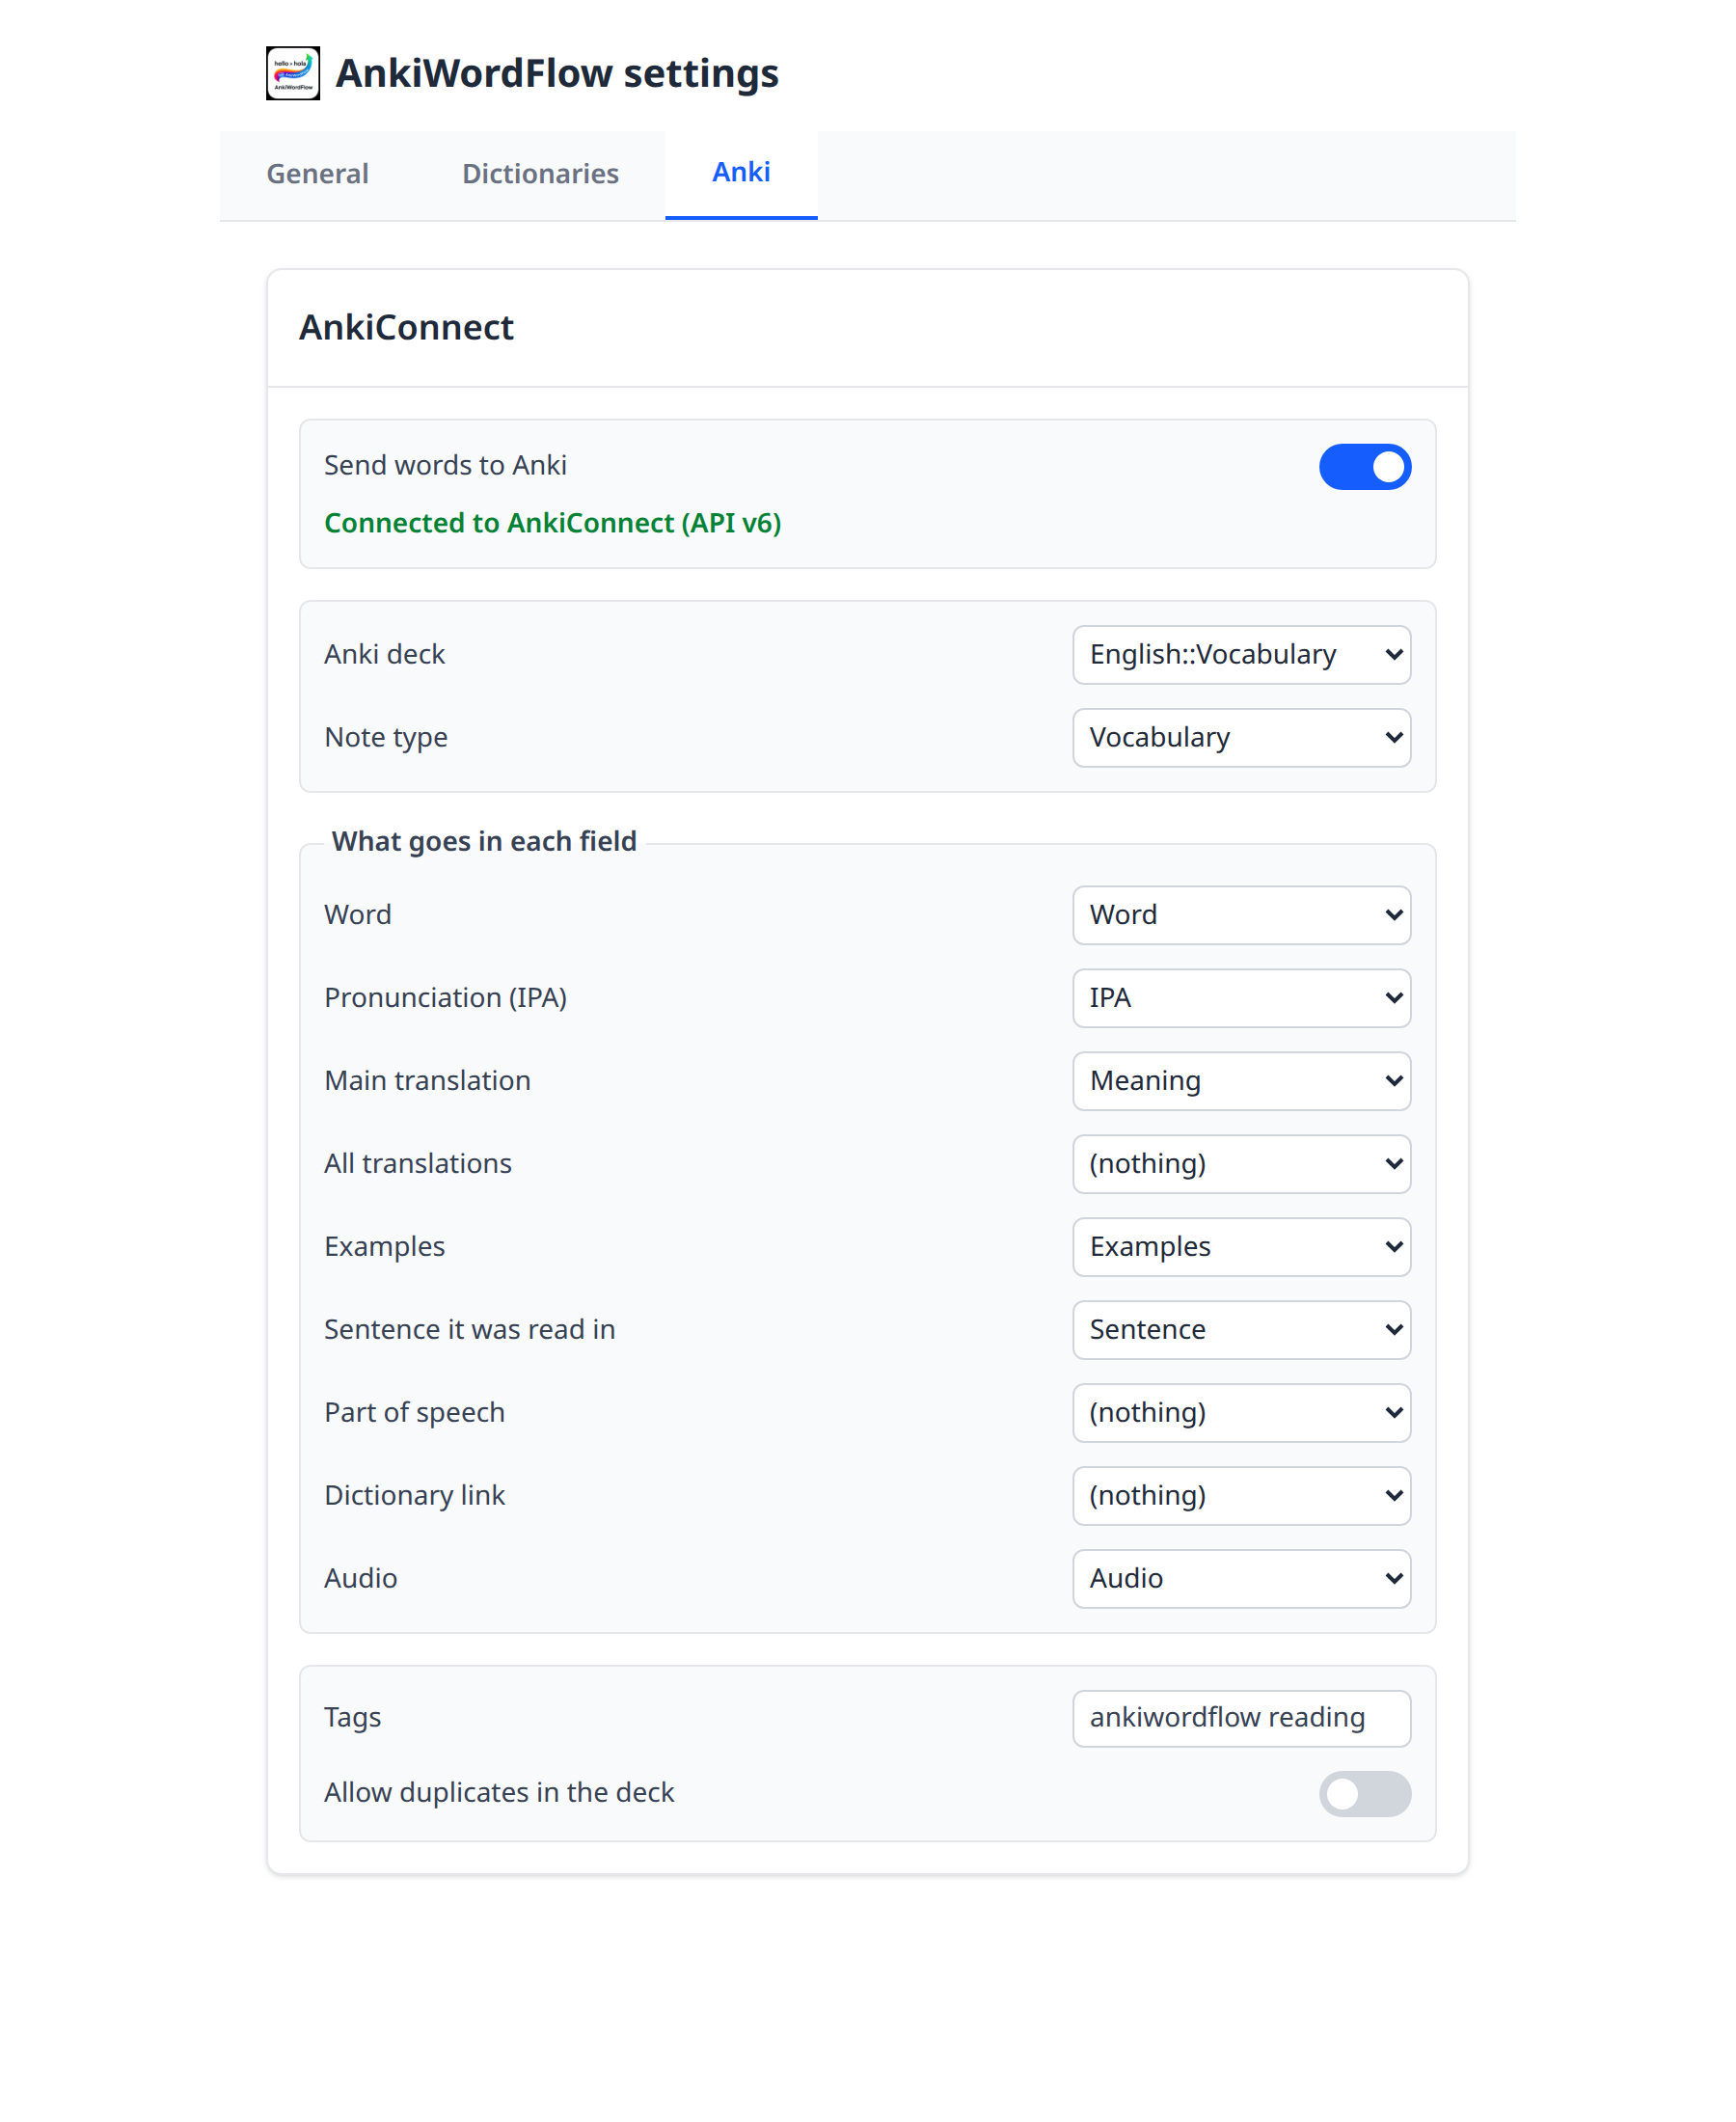 hello • hola
AnkiWordFlow
AnkiWordFlow settings
General
Dictionaries
Anki
AnkiConnect
Send words to Anki
Connected to AnkiConnect (API v6)
Anki deck
English::Vocabulary
Note type
Vocabulary
What goes in each field
Word
Word
Pronunciation (IPA)
IPA
Main translation
Meaning
All translations
(nothing)
Examples
Examples
Sentence it was read in
Sentence
Part of speech
(nothing)
Dictionary link
(nothing)
Audio
Audio
Tags
ankiwordflow reading
Allow duplicates in the deck